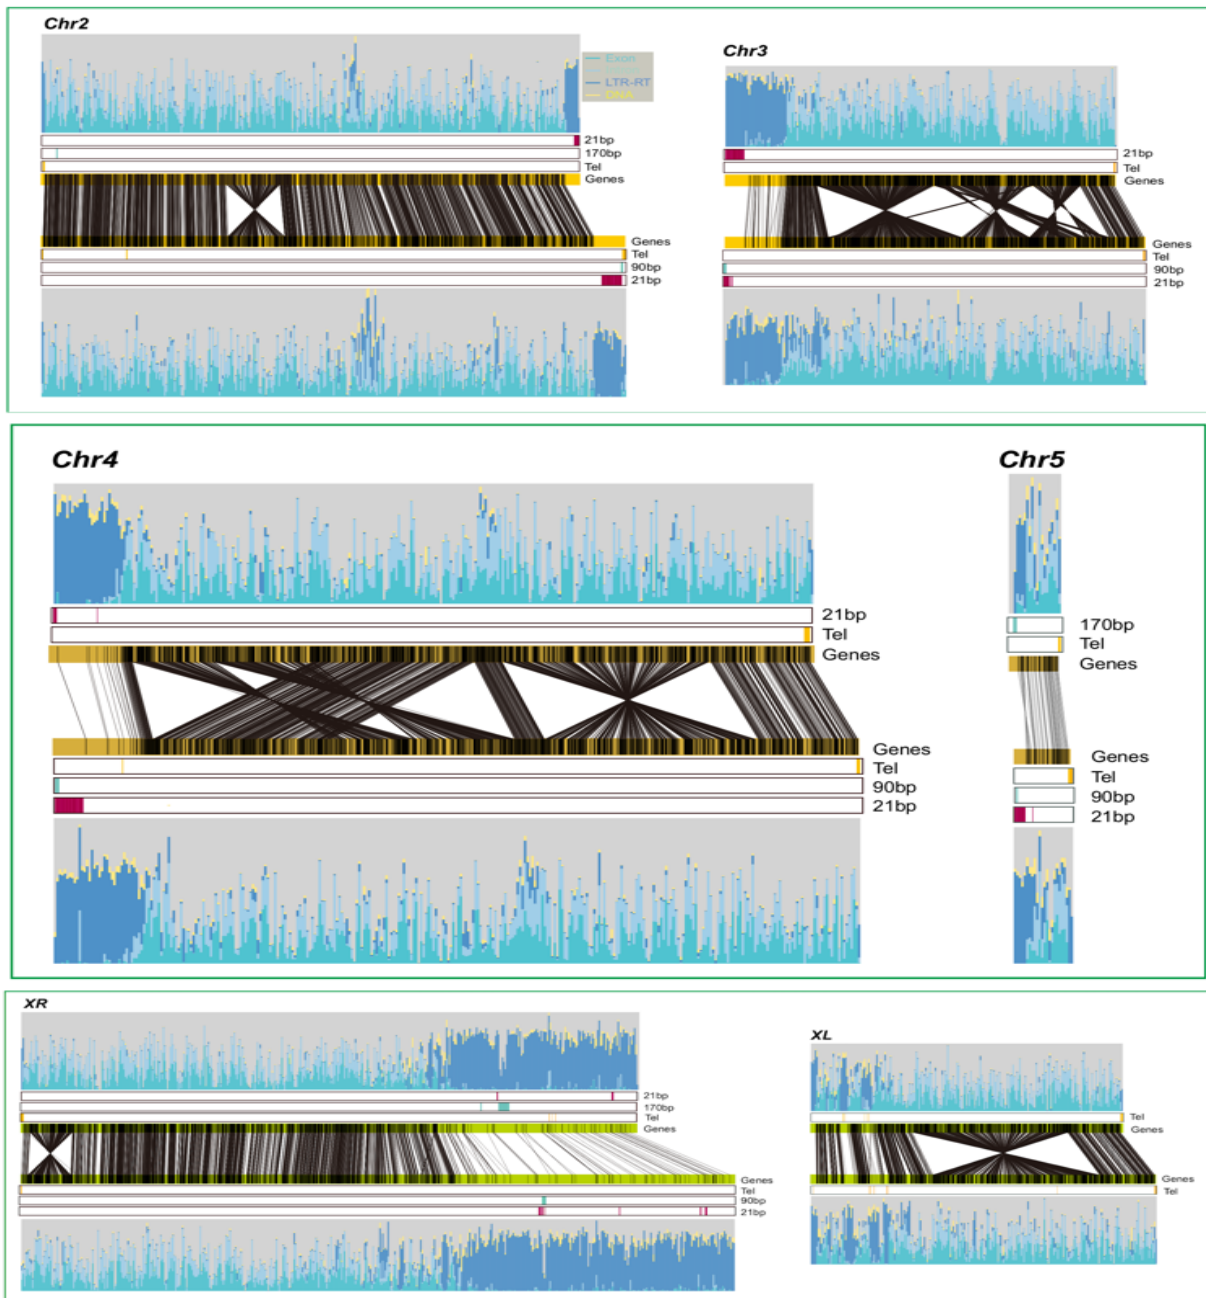 Chr2
Exon
LTR-RT
DNA
21bp
170bp
Tel
Genes
Genes
Tel
90bp
21bp
Chr3
21bp
Tel
Genes
Genes
Tel
90bp
21bp
Chr4
21bp
Tel
Genes
Genes
Tel
90bp
21bp
Chr5
170bp
Tel
Genes
Genes
Tel
90bp
21bp
XR
21bp
170bp
Tel
Genes
Genes
Tel
90bp
21bp
XL
Tel
Genes
Genes
Tel